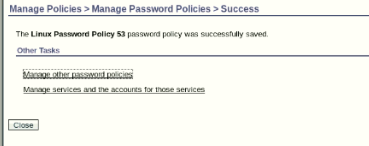 Manage Policies > Manage Password Policies > Success
The Linux Password Policy 53 password policy was successfully saved.
Other Tasks
Manage other password policies
Manage services and the accounts for those services
Close